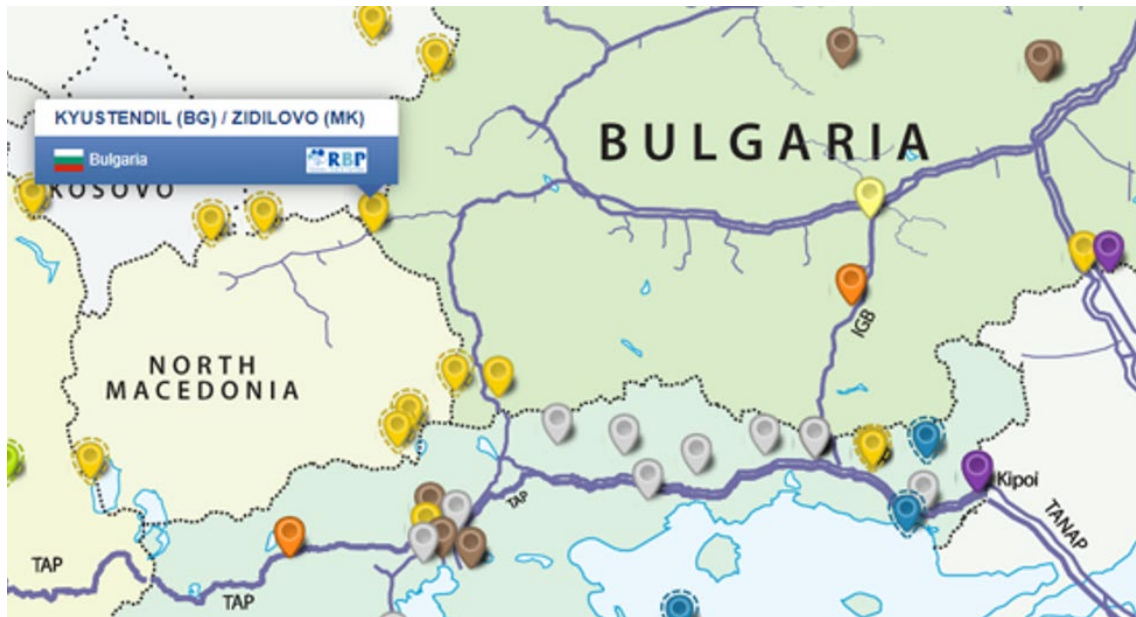 KYUSTENDIL (BG) / ZIDILOVO (MK)
Bulgaria
RBP
KOSOVO
BULGARIA
NORTH
MACEDONIA
IGB
TAP
Kipoi
TANAP
TAP
TAP